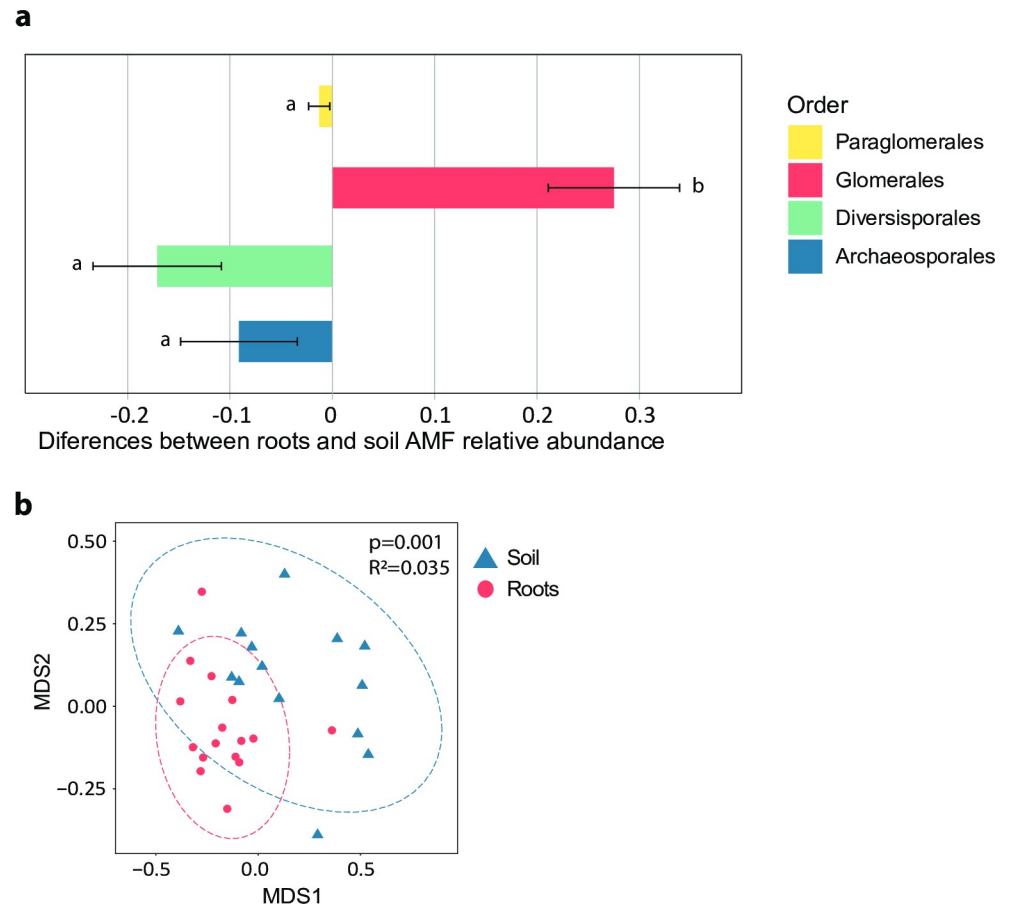 a
a
b
a
a
-0.2 -0.1 0 0.1 0.2 0.3
Diferences between roots and soil AMF relative abundance
Order
Paraglomerales
Glomerales
Diversisporales
Archaeosporales
b
p=0.001
R²=0.035
0.50
0.25
0.00
−0.25
MDS2
−0.5 0.0 0.5
MDS1
Soil
Roots